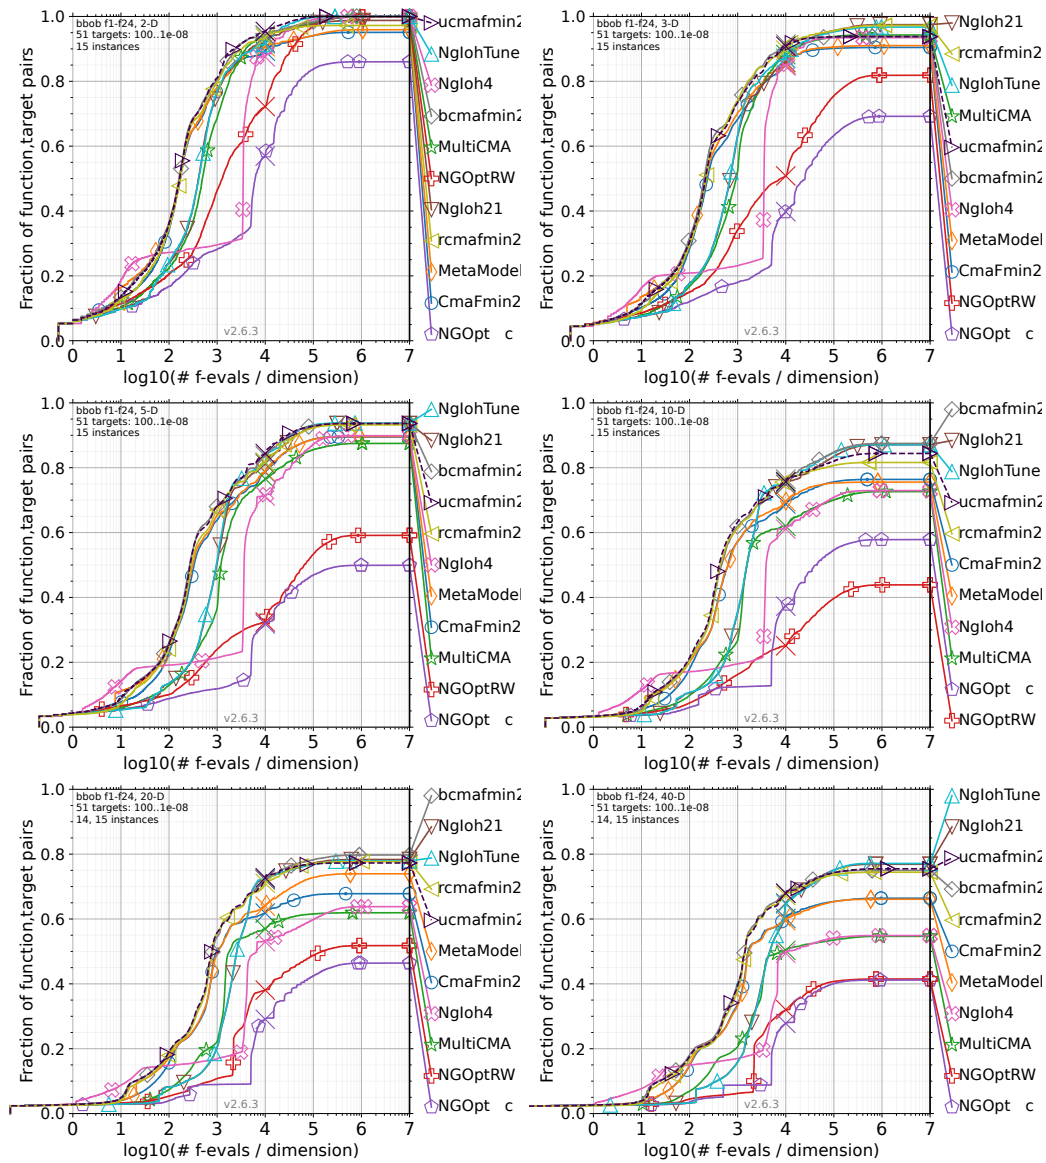 bbob f1-f24, 2-D
51 targets: 100..1e-08
15 instances
Fraction of function,target pairs
1.0
0.8
0.6
0.4
0.2
0.0
0 1 2 3 4 5 6 7
log10(# f-evals / dimension)
v2.6.3
ucmafmin2
NgIohTune
NgIoh4
bcmafmin2
MultiCMA
NGOptRW
NgIoh21
rcmafmin2
MetaModel
CmaFmin2
NGOpt c
bbob f1-f24, 3-D
51 targets: 100..1e-08
15 instances
Fraction of function,target pairs
1.0
0.8
0.6
0.4
0.2
0.0
0 1 2 3 4 5 6 7
log10(# f-evals / dimension)
v2.6.3
NgIoh21
rcmafmin2
NgIohTune
MultiCMA
ucmafmin2
bcmafmin2
NgIoh4
MetaModel
CmaFmin2
NGOptRW
NGOpt c
bbob f1-f24, 5-D
51 targets: 100..1e-08
15 instances
Fraction of function,target pairs
1.0
0.8
0.6
0.4
0.2
0.0
0 1 2 3 4 5 6 7
log10(# f-evals / dimension)
v2.6.3
NgIohTune
NgIoh21
bcmafmin2
ucmafmin2
rcmafmin2
NgIoh4
MetaModel
CmaFmin2
MultiCMA
NGOptRW
NGOpt c
bbob f1-f24, 10-D
51 targets: 100..1e-08
15 instances
Fraction of function,target pairs
1.0
0.8
0.6
0.4
0.2
0.0
0 1 2 3 4 5 6 7
log10(# f-evals / dimension)
v2.6.3
bcmafmin2
NgIoh21
NgIohTune
ucmafmin2
rcmafmin2
CmaFmin2
MetaModel
NgIoh4
MultiCMA
NGOpt c
NGOptRW
bbob f1-f24, 20-D
51 targets: 100..1e-08
14, 15 instances
Fraction of function,target pairs
1.0
0.8
0.6
0.4
0.2
0.0
0 1 2 3 4 5 6 7
log10(# f-evals / dimension)
v2.6.3
bcmafmin2
NgIoh21
NgIohTune
rcmafmin2
ucmafmin2
MetaModel
CmaFmin2
NgIoh4
MultiCMA
NGOptRW
NGOpt c
bbob f1-f24, 40-D
51 targets: 100..1e-08
14, 15 instances
Fraction of function,target pairs
1.0
0.8
0.6
0.4
0.2
0.0
0 1 2 3 4 5 6 7
log10(# f-evals / dimension)
v2.6.3
NgIohTune
NgIoh21
ucmafmin2
bcmafmin2
rcmafmin2
CmaFmin2
MetaModel
NgIoh4
MultiCMA
NGOptRW
NGOpt c